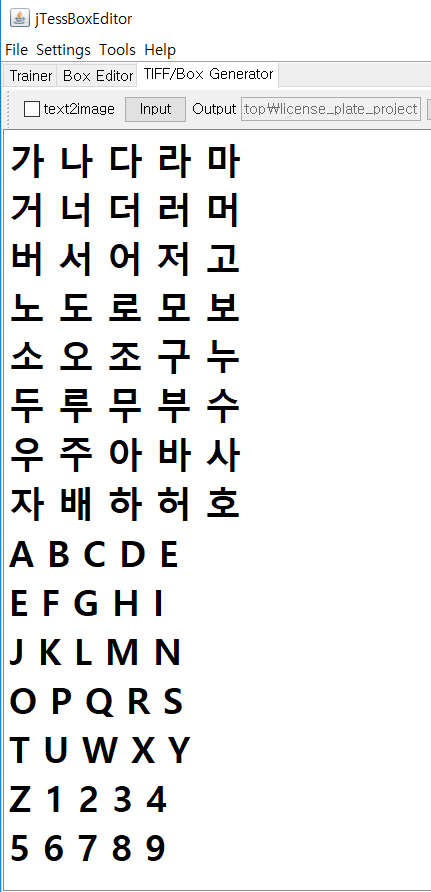 jTessBoxEditor
File Settings Tools Help
Trainer Box Editor TIFF/Box Generator
text2image Input Output top₩license_plate_project
가 나 다 라 마
거 너 더 러 머
버 서 어 저 고
노 도 로 모 보
소 오 조 구 누
두 루 무 부 수
우 주 아 바 사
자 배 하 허 호
A B C D E
E F G H I
J K L M N
O P Q R S
T U W X Y
Z 1 2 3 4
5 6 7 8 9